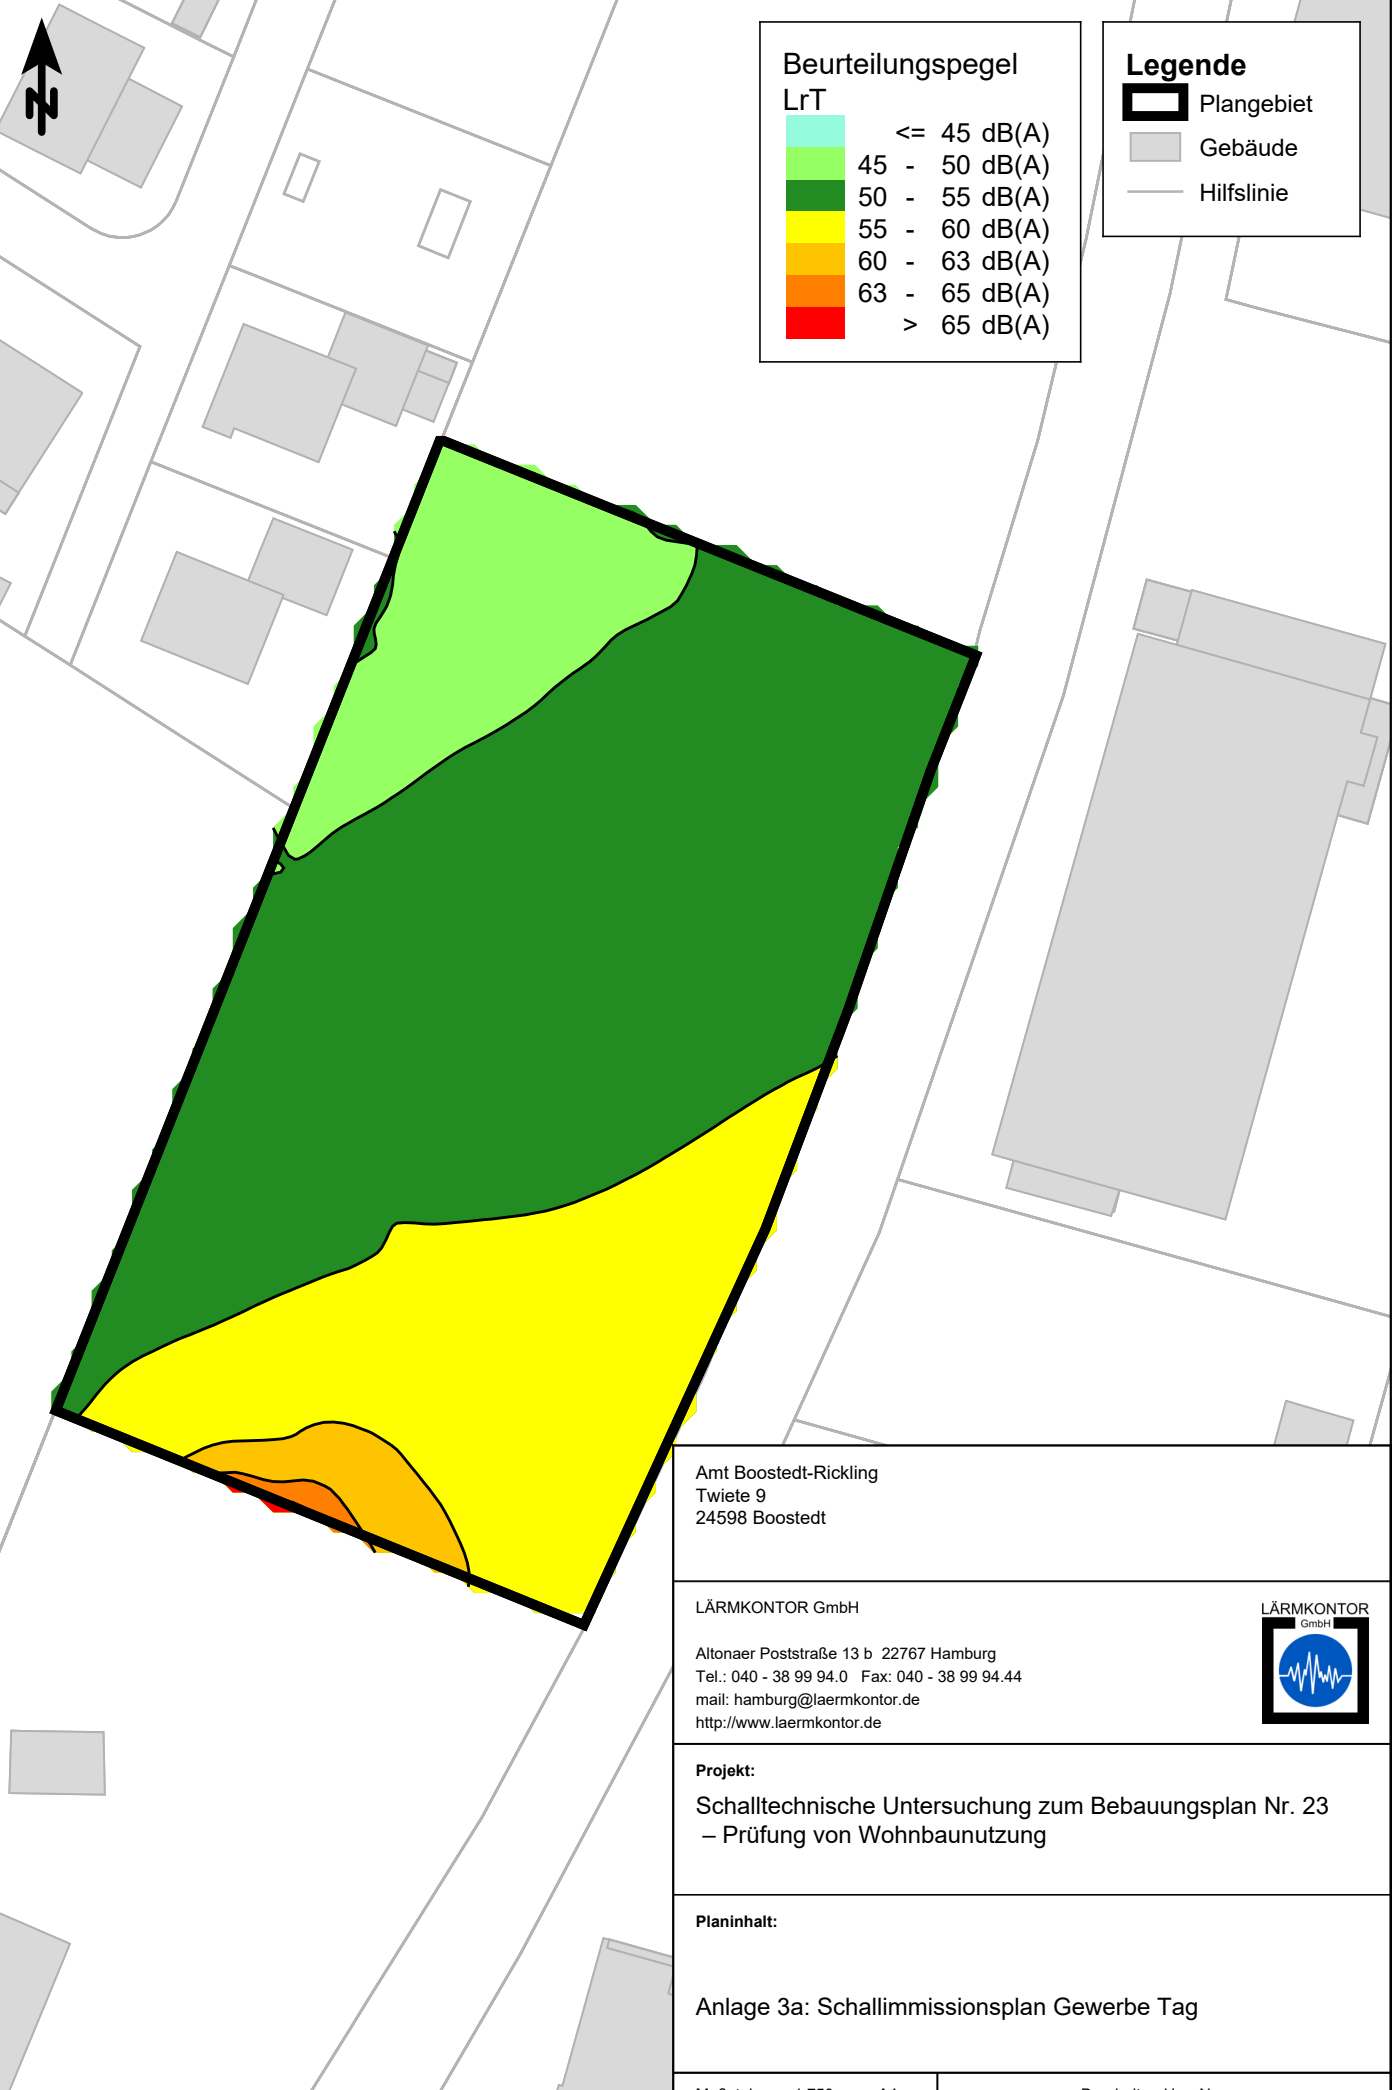 N
Beurteilungspegel
LrT
<= 45 dB(A)
45 - 50 dB(A)
50 - 55 dB(A)
55 - 60 dB(A)
60 - 63 dB(A)
63 - 65 dB(A)
> 65 dB(A)
Legende
Plangebiet
Gebäude
Hilfslinie
Amt Boostedt-Rickling
Twiete 9
24598 Boostedt
LÄRMKONTOR GmbH
Altonaer Poststraße 13 b 22767 Hamburg
Tel.: 040 - 38 99 94.0 Fax: 040 - 38 99 94.44
mail: hamburg@laermkontor.de
http://www.laermkontor.de
LÄRMKONTOR
GmbH
Projekt:
Schalltechnische Untersuchung zum Bebauungsplan Nr. 23
– Prüfung von Wohnbaunutzung
Planinhalt:
Anlage 3a: Schallimmissionsplan Gewerbe Tag